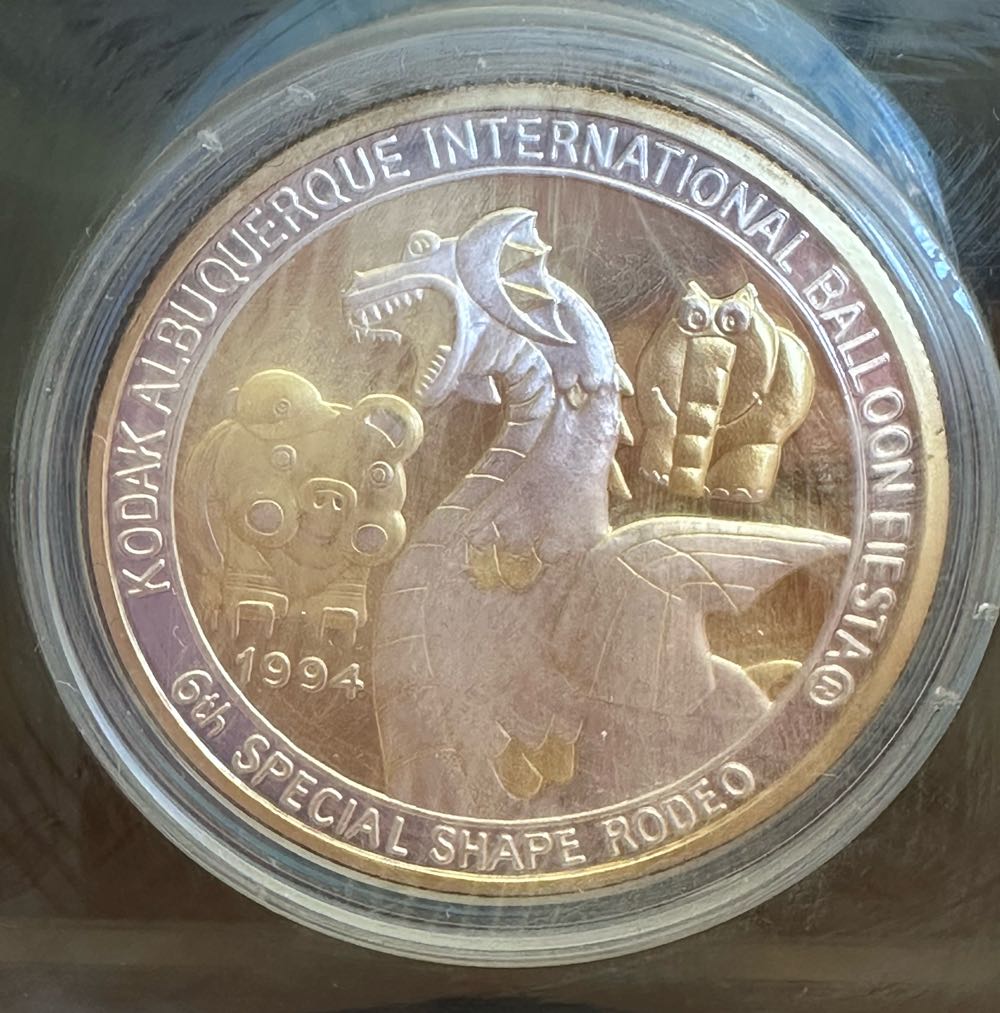 KODAK ALBUQUERQUE INTERNATIONAL BALLOON FIESTA®
1994
6th SPECIAL SHAPE RODEO